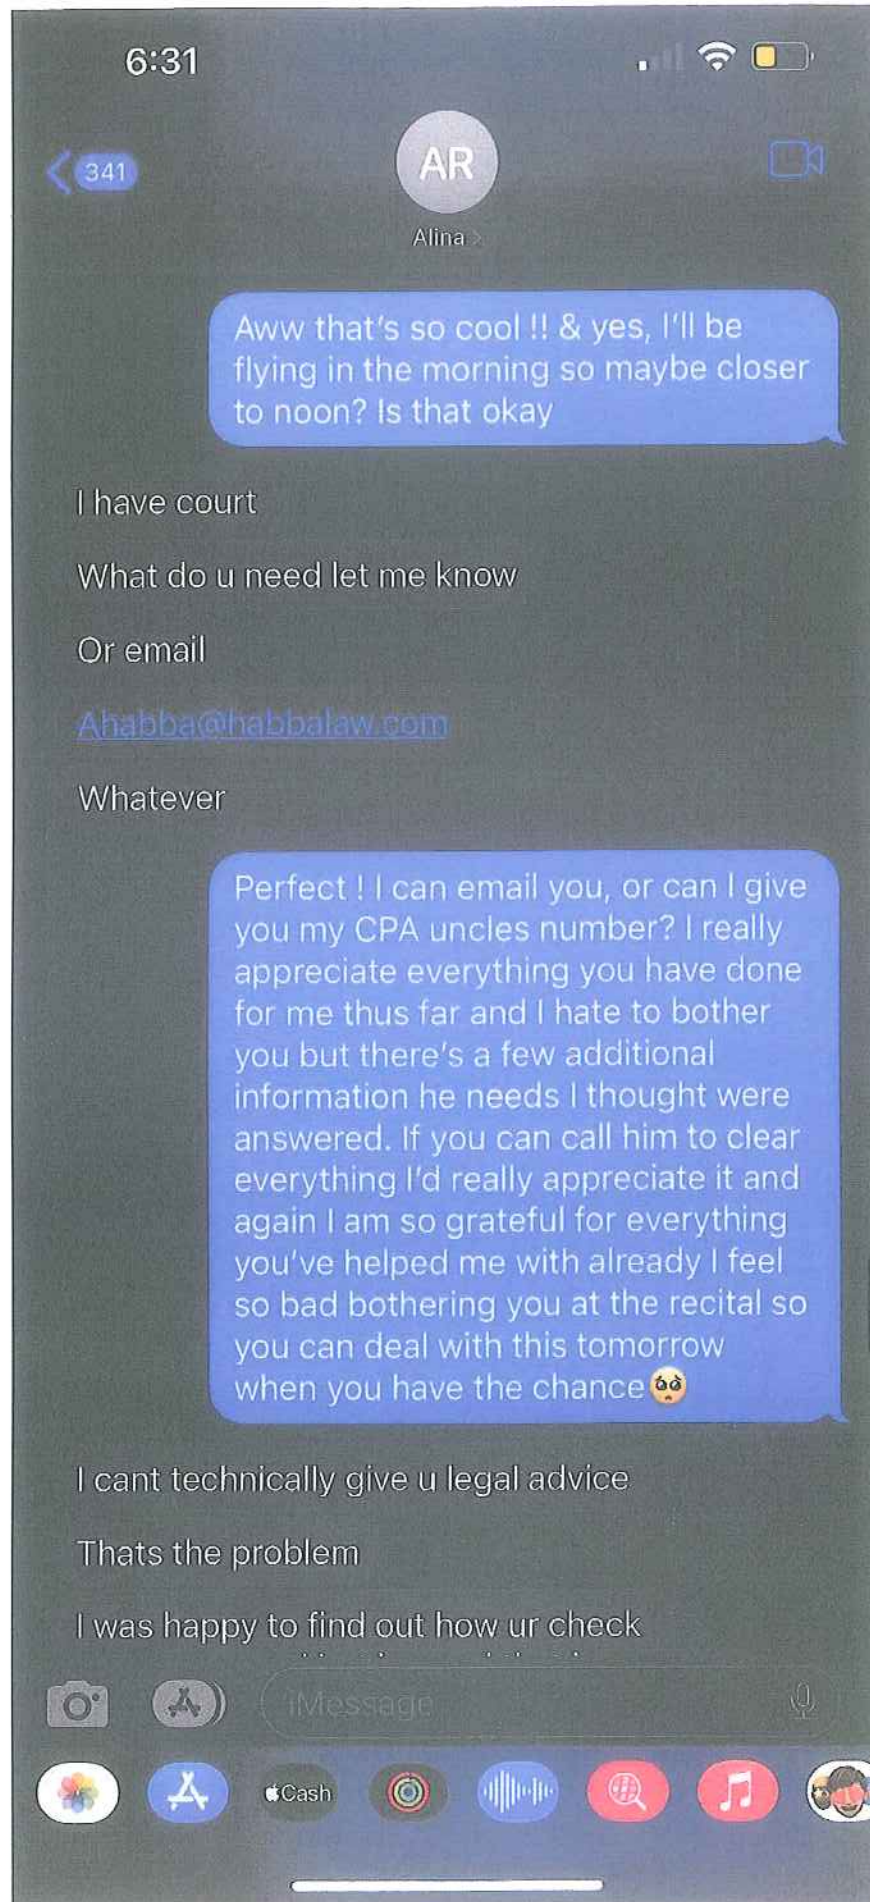 6:31
341
AR
Alina >
Aww that's so cool !! & yes, I'll be
flying in the morning so maybe closer
to noon? Is that okay
I have court
What do u need let me know
Or email
Ahabba@habbalaw.com
Whatever
Perfect ! I can email you, or can I give
you my CPA uncles number? I really
appreciate everything you have done
for me thus far and I hate to bother
you but there's a few additional
information he needs I thought were
answered. If you can call him to clear
everything I'd really appreciate it and
again I am so grateful for everything
you've helped me with already I feel
so bad bothering you at the recital so
you can deal with this tomorrow
when you have the chance🥺
I cant technically give u legal advice
Thats the problem
I was happy to find out how ur check
iMessage
Cash